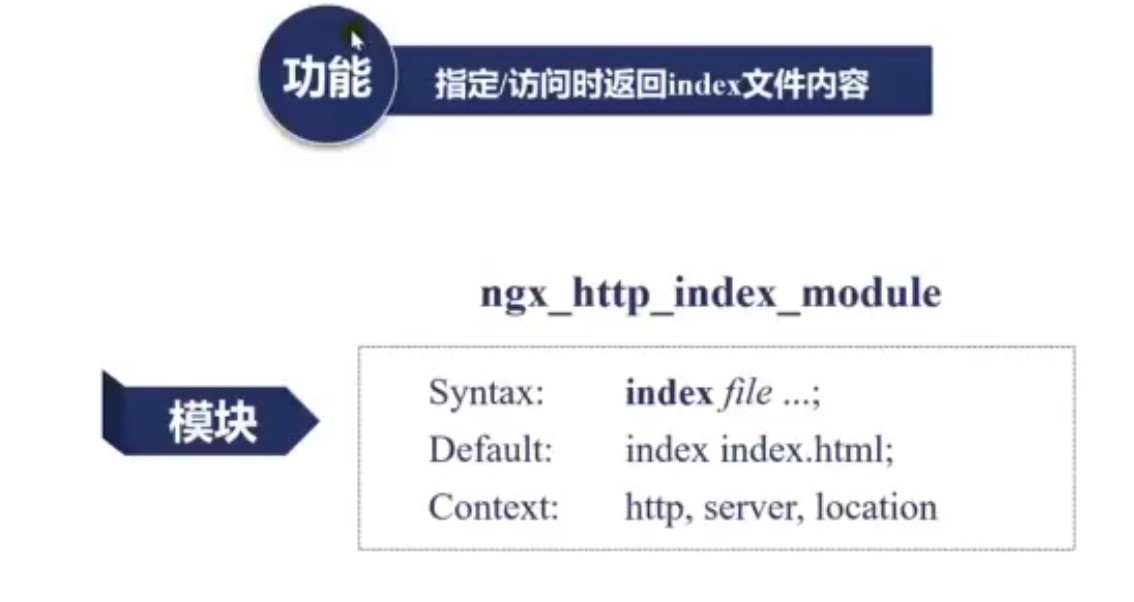 功能
指定/访问时返回index文件内容
ngx_http_index_module
模块
Syntax: index file ...;
Default: index index.html;
Context: http, server, location